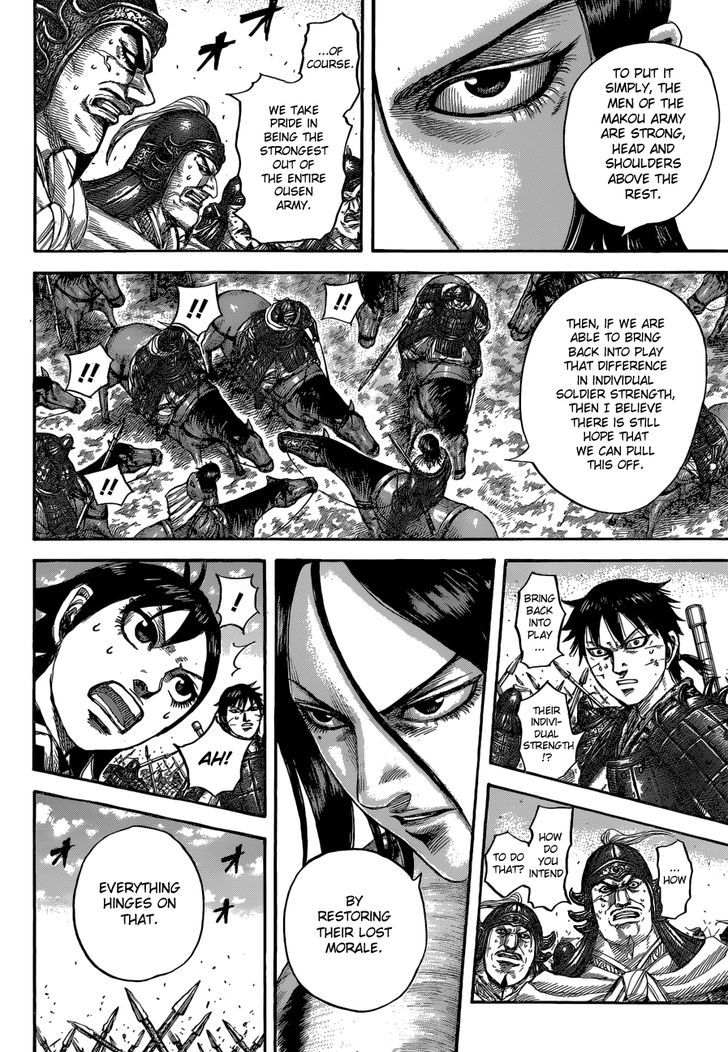 TO PUT IT
SIMPLY, THE
MEN OF THE
MAKOU ARMY
ARE STRONG,
HEAD AND
SHOULDERS
ABOVE THE
REST.
...OF
COURSE.
WE TAKE
PRIDE IN
BEING THE
STRONGEST
OUT OF
THE ENTIRE
OUSEN
ARMY.
THEN, IF WE ARE
ABLE TO BRING
BACK INTO PLAY
THAT DIFFERENCE
IN INDIVIDUAL
SOLDIER STRENGTH,
THEN I BELIEVE
THERE IS STILL
HOPE THAT
WE CAN PULL
THIS OFF.
!!
!!
!!
!!
BRING
BACK INTO
PLAY
...
THEIR
INDIVI-
DUAL
STRENGTH
!?
...
HOW
HOW
DO YOU
INTEND
TO DO
THAT?
BY
RESTORING
THEIR LOST
MORALE.
!
AH!
EVERYTHING
HINGES ON
THAT.